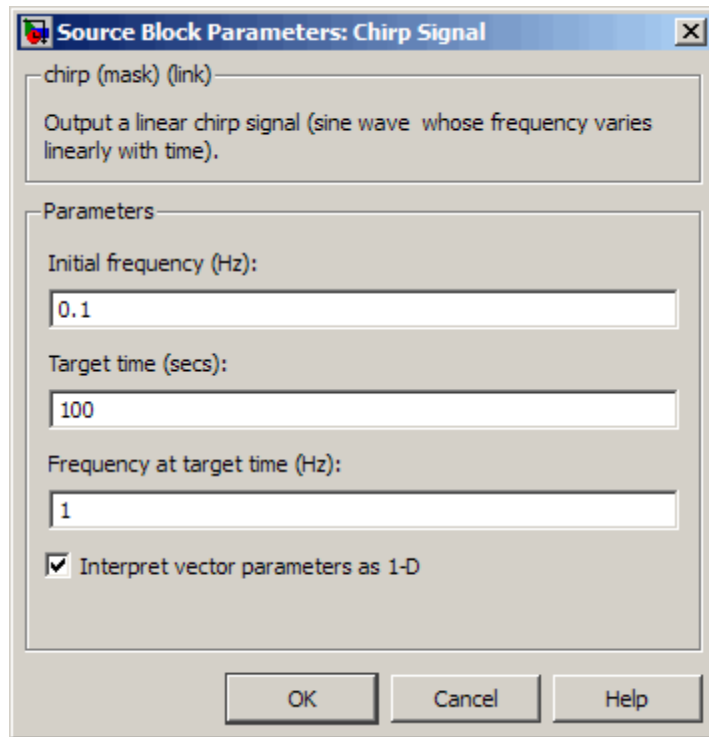 Source Block Parameters: Chirp Signal
chirp (mask) (link)
Output a linear chirp signal (sine wave  whose frequency varies
linearly with time).
Parameters
Initial frequency (Hz):
0.1
Target time (secs):
100
Frequency at target time (Hz):
1
Interpret vector parameters as 1-D
OK Cancel Help